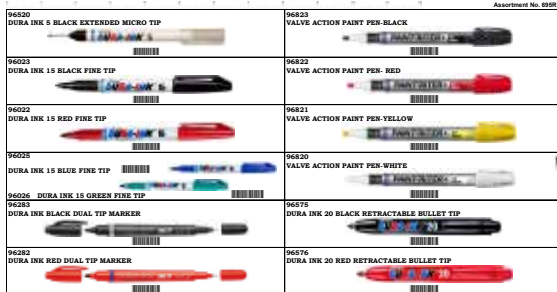 Assortment No. 695R
96520
DURA INK 5 BLACK EXTENDED MICRO TIP
96023
DURA INK 15 BLACK FINE TIP
96022
DURA INK 15 RED FINE TIP
96025
DURA INK 15 BLUE FINE TIP
96026 DURA INK 15 GREEN FINE TIP
96283
DURA INK BLACK DUAL TIP MARKER
96282
DURA INK RED DUAL TIP MARKER
96823
VALVE ACTION PAINT PEN-BLACK
96822
VALVE ACTION PAINT PEN- RED
96821
VALVE ACTION PAINT PEN-YELLOW
96820
VALVE ACTION PAINT PEN-WHITE
96575
DURA INK 20 BLACK RETRACTABLE BULLET TIP
96576
DURA INK 20 RED RETRACTABLE BULLET TIP